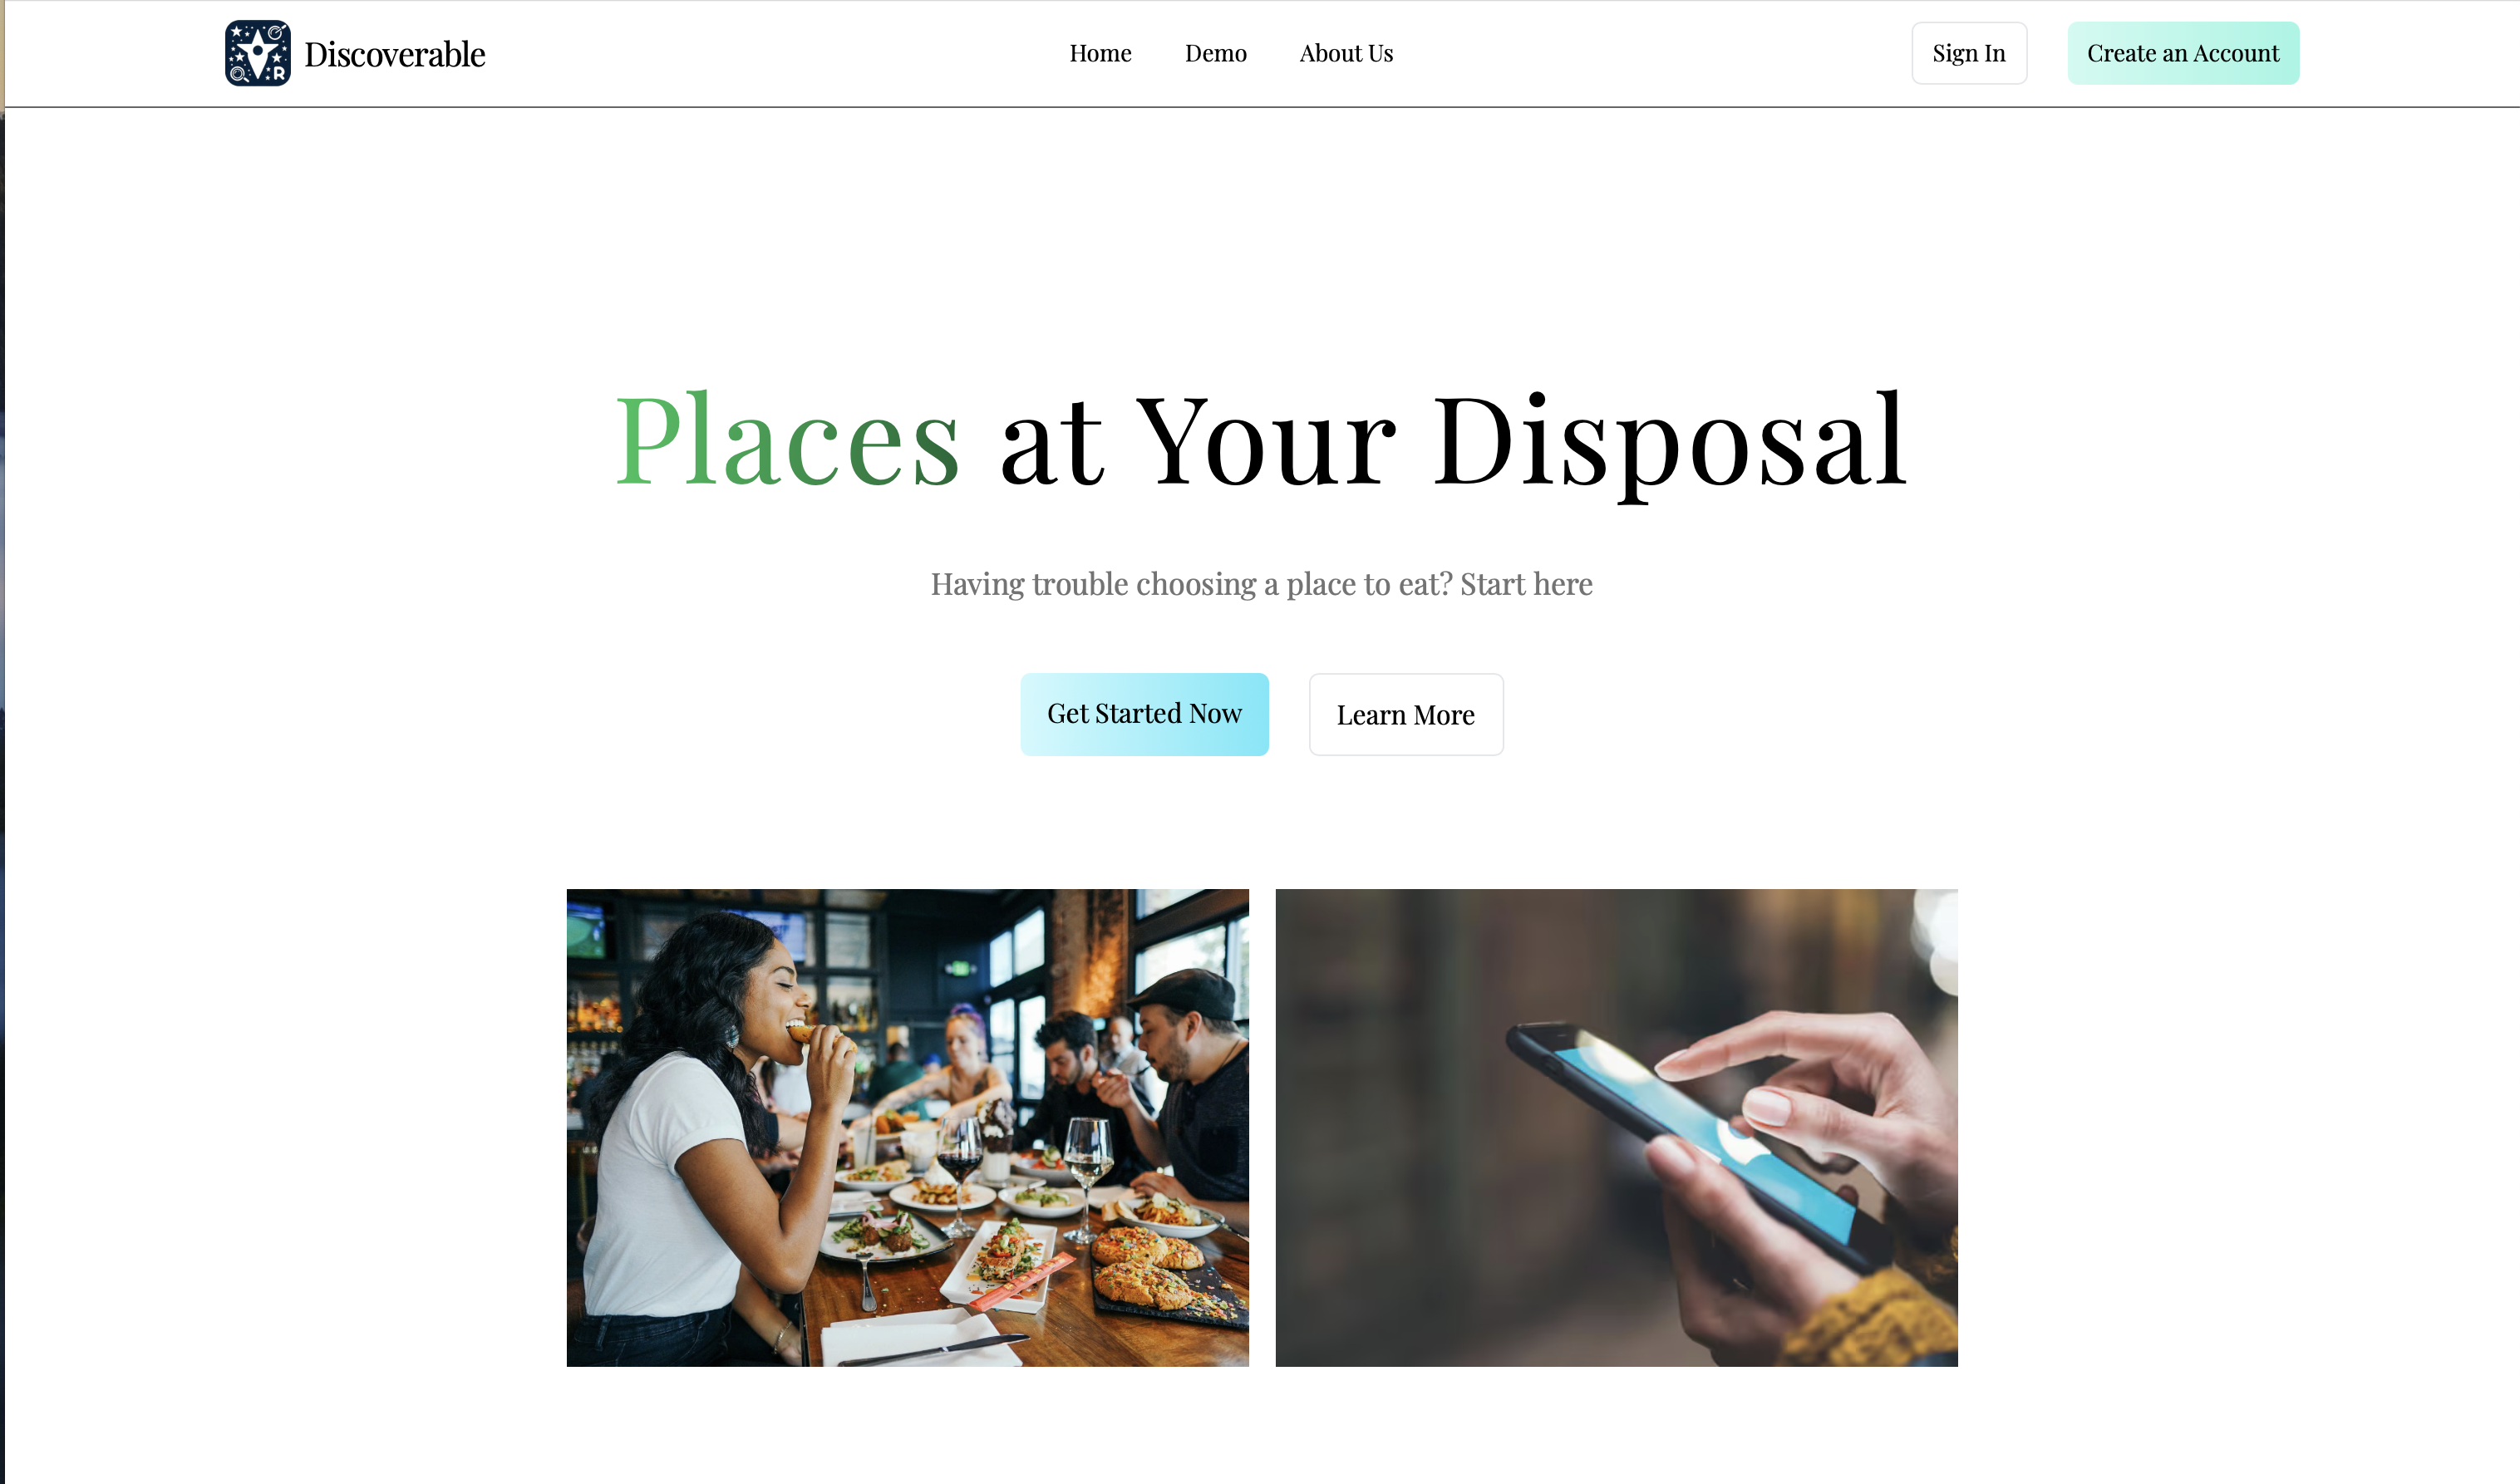 Discoverable
Home Demo About Us
Sign In
Create an Account
Places at Your Disposal
Having trouble choosing a place to eat? Start here
Get Started Now
Learn More
R